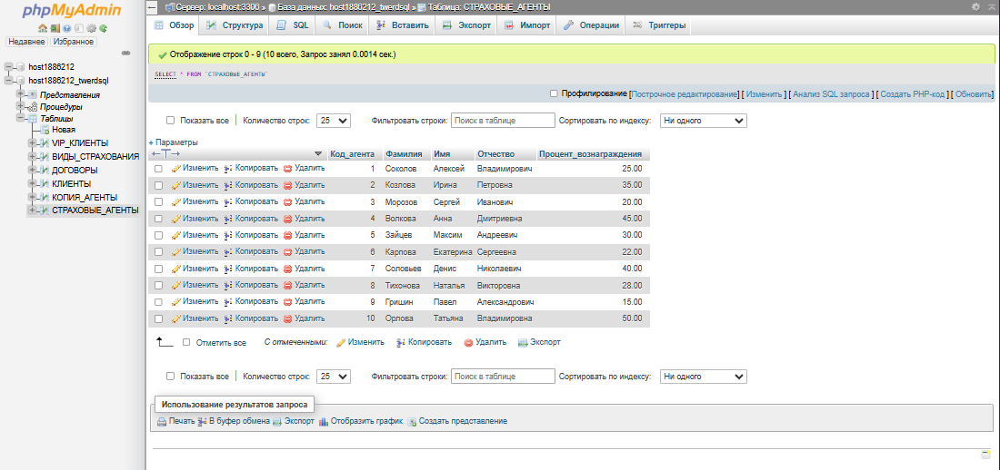 phpMyAdmin
Недавнее Избранное
host1886212
host1886212_twerdsql
Представления
Процедуры
Таблицы
Новая
VIP_КЛИЕНТЫ
ВИДЫ_СТРАХОВАНИЯ
ДОГОВОРЫ
КЛИЕНТЫ
КОПИЯ_АГЕНТЫ
СТРАХОВЫЕ_АГЕНТЫ
Сервер: localhost:3306 » База данных: host1886212_twerdsql » Таблица: СТРАХОВЫЕ_АГЕНТЫ
Обзор Структура SQL Поиск Вставить Экспорт Импорт Операции Триггеры
Отображение строк 0 - 9 (10 всего, Запрос занял 0.0014 сек.)
SELECT * FROM `СТРАХОВЫЕ_АГЕНТЫ`
Профилирование [Построчное редактирование] [ Изменить ] [ Анализ SQL запроса ] [ Создать PHP-код ] [ Обновить]
Показать все | Количество строк: 25 Фильтровать строки: Поиск в таблице Сортировать по индексу: Ни одного
+ Параметры
←T→ Код_агента Фамилия Имя Отчество Процент_вознаграждения
Изменить Копировать Удалить 1 Соколов Алексей Владимирович 25.00
Изменить Копировать Удалить 2 Козлова Ирина Петровна 35.00
Изменить Копировать Удалить 3 Морозов Сергей Иванович 20.00
Изменить Копировать Удалить 4 Волкова Анна Дмитриевна 45.00
Изменить Копировать Удалить 5 Зайцев Максим Андреевич 30.00
Изменить Копировать Удалить 6 Карпова Екатерина Сергеевна 22.00
Изменить Копировать Удалить 7 Соловьев Денис Николаевич 40.00
Изменить Копировать Удалить 8 Тихонова Наталья Викторовна 28.00
Изменить Копировать Удалить 9 Гришин Павел Александрович 15.00
Изменить Копировать Удалить 10 Орлова Татьяна Владимировна 50.00
Отметить все С отмеченными: Изменить Копировать Удалить Экспорт
Показать все | Количество строк: 25 Фильтровать строки: Поиск в таблице Сортировать по индексу: Ни одного
Использование результатов запроса
Печать В буфер обмена Экспорт Отобразить график Создать представление